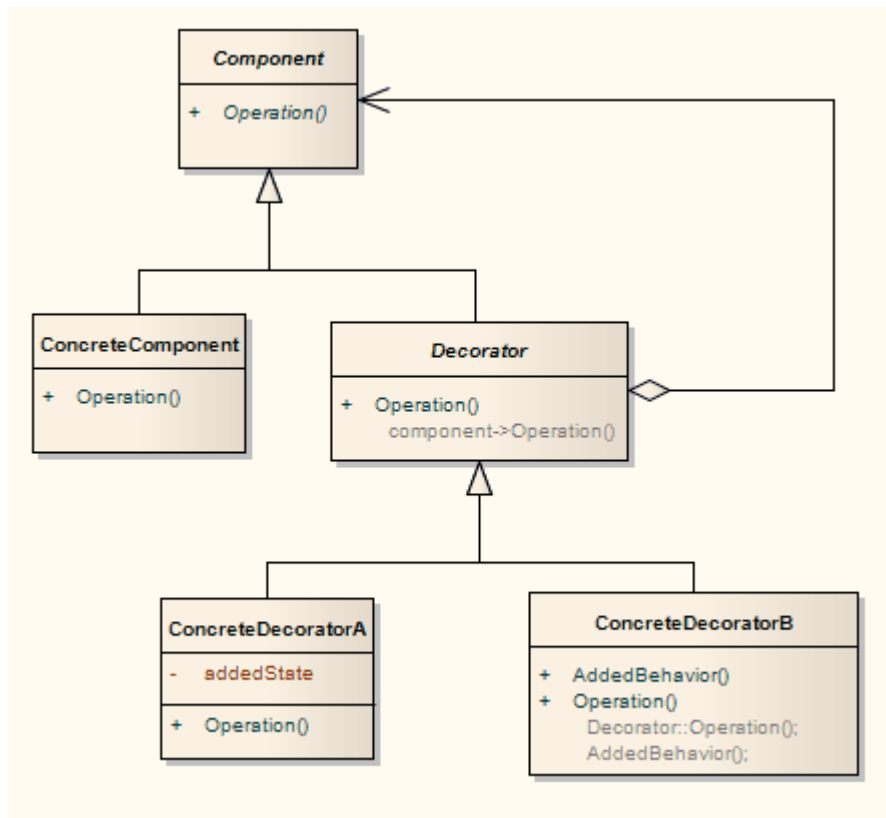 Component
+ Operation()
ConcreteComponent
+ Operation()
Decorator
+ Operation()
component->Operation()
ConcreteDecoratorA
- addedState
+ Operation()
ConcreteDecoratorB
+ AddedBehavior()
+ Operation()
Decorator::Operation();
AddedBehavior();